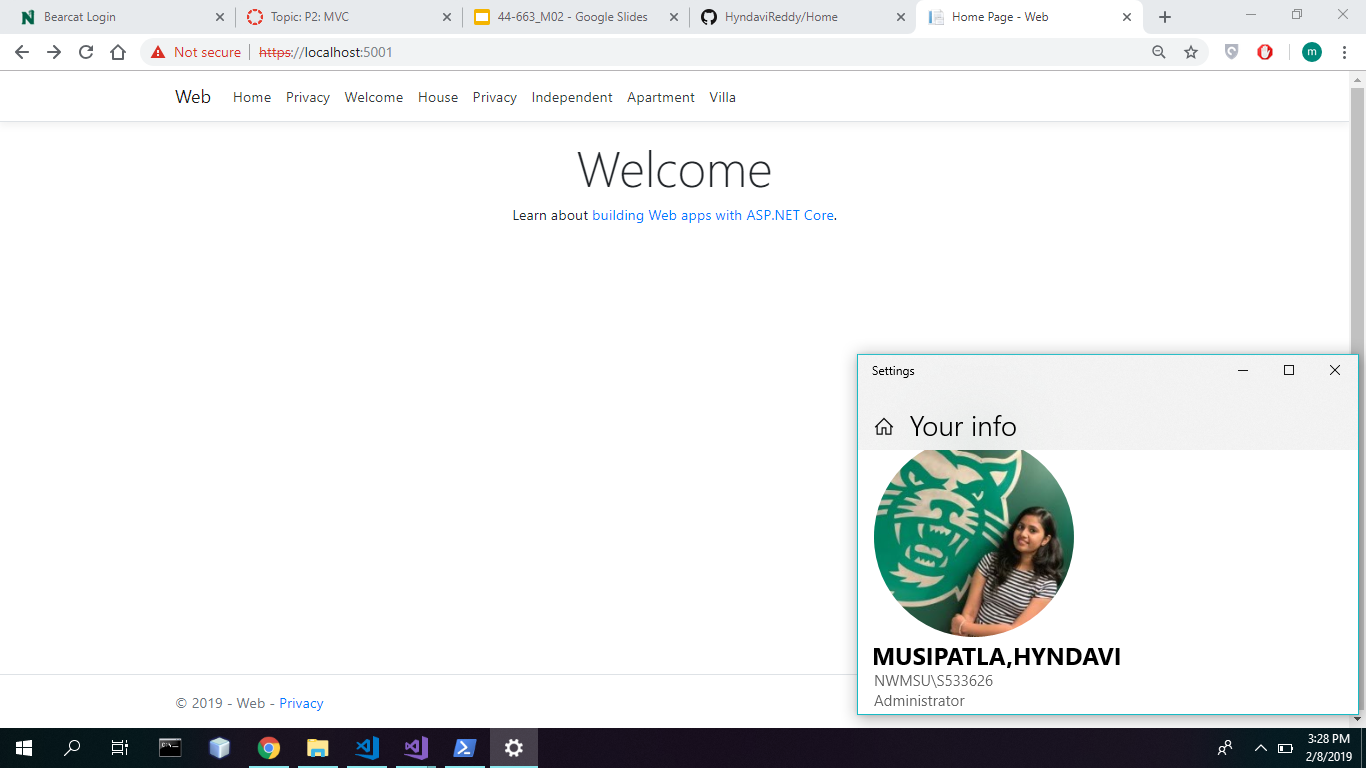 Bearcat Login
Topic: P2: MVC
44-663_M02 - Google Slides
HyndaviReddy/Home
Home Page - Web
Not secure
https://localhost:5001
m
Web
Home Privacy Welcome House Privacy Independent Apartment Villa
Welcome
Learn about building Web apps with ASP.NET Core.
Settings
Your info
MUSIPATLA,HYNDAVI
NWMSU\S533626
Administrator
© 2019 - Web - Privacy
3:28 PM
2/8/2019